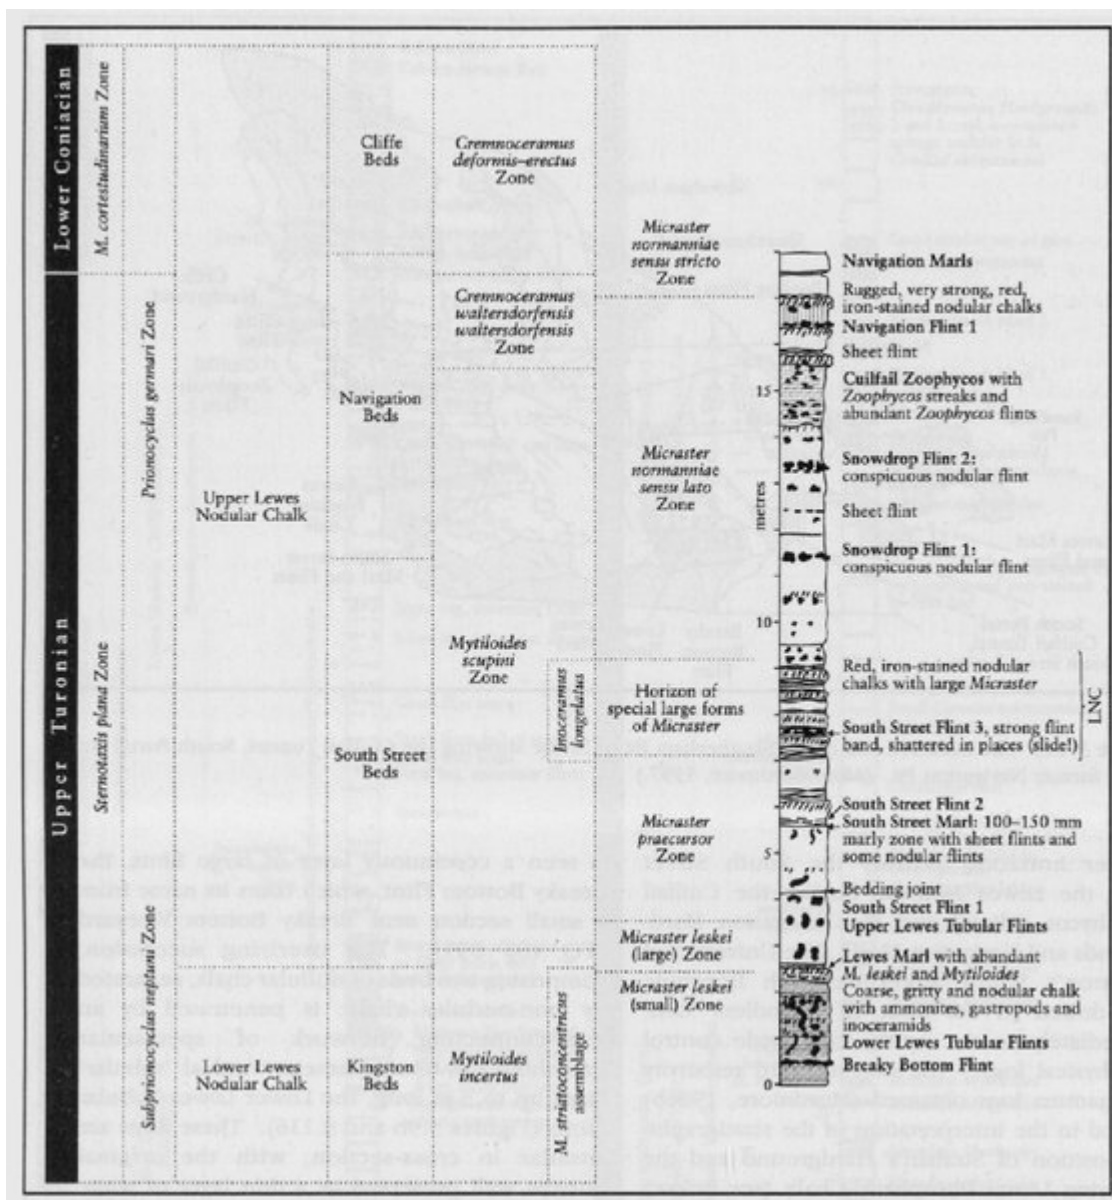 Lower Coniacian
Upper Turonian
M. cortestudinarium Zone
Prionocyclus germari Zone
Sternotaxis plana Zone
Subprionocyclus neptuni Zone
Upper Lewes
Nodular Chalk
Lower Lewes
Nodular Chalk
Cliffe
Beds
Navigation
Beds
South Street
Beds
Kingston
Beds
Cremnoceramus
deformis–erectus
Zone
Cremnoceramus
waltersdorfensis
waltersdorfensis
Zone
Mytiloides
scupini
Zone
Mytiloides
incertus
Inoceramus
longealatus
M. striatoconcentricus
assemblage
Micraster
normanniae
sensu stricto
Zone
Micraster
normanniae
sensu lato
Zone
Horizon of
special large forms
of Micraster
Micraster
praecursor
Zone
Micraster leskei
(large) Zone
Micraster leskei
(small) Zone
metres
15
10
5
0
Navigation Marls
Rugged, very strong, red,
iron-stained nodular chalks
Navigation Flint 1
Sheet flint
Cuilfail Zoophycos with
Zoophycos streaks and
abundant Zoophycos flints
Snowdrop Flint 2:
conspicuous nodular flint
Sheet flint
Snowdrop Flint 1:
conspicuous nodular flint
Red, iron-stained nodular
chalks with large Micraster
South Street Flint 3, strong flint
band, shattered in places (slide!)
LNC
South Street Flint 2
South Street Marl: 100–150 mm
marly zone with sheet flints and
some nodular flints
Bedding joint
South Street Flint 1
Upper Lewes Tubular Flints
Lewes Marl with abundant
M. leskei and Mytiloides
Coarse, gritty and nodular chalk
with ammonites, gastropods and
inoceramids
Lower Lewes Tubular Flints
Breaky Bottom Flint